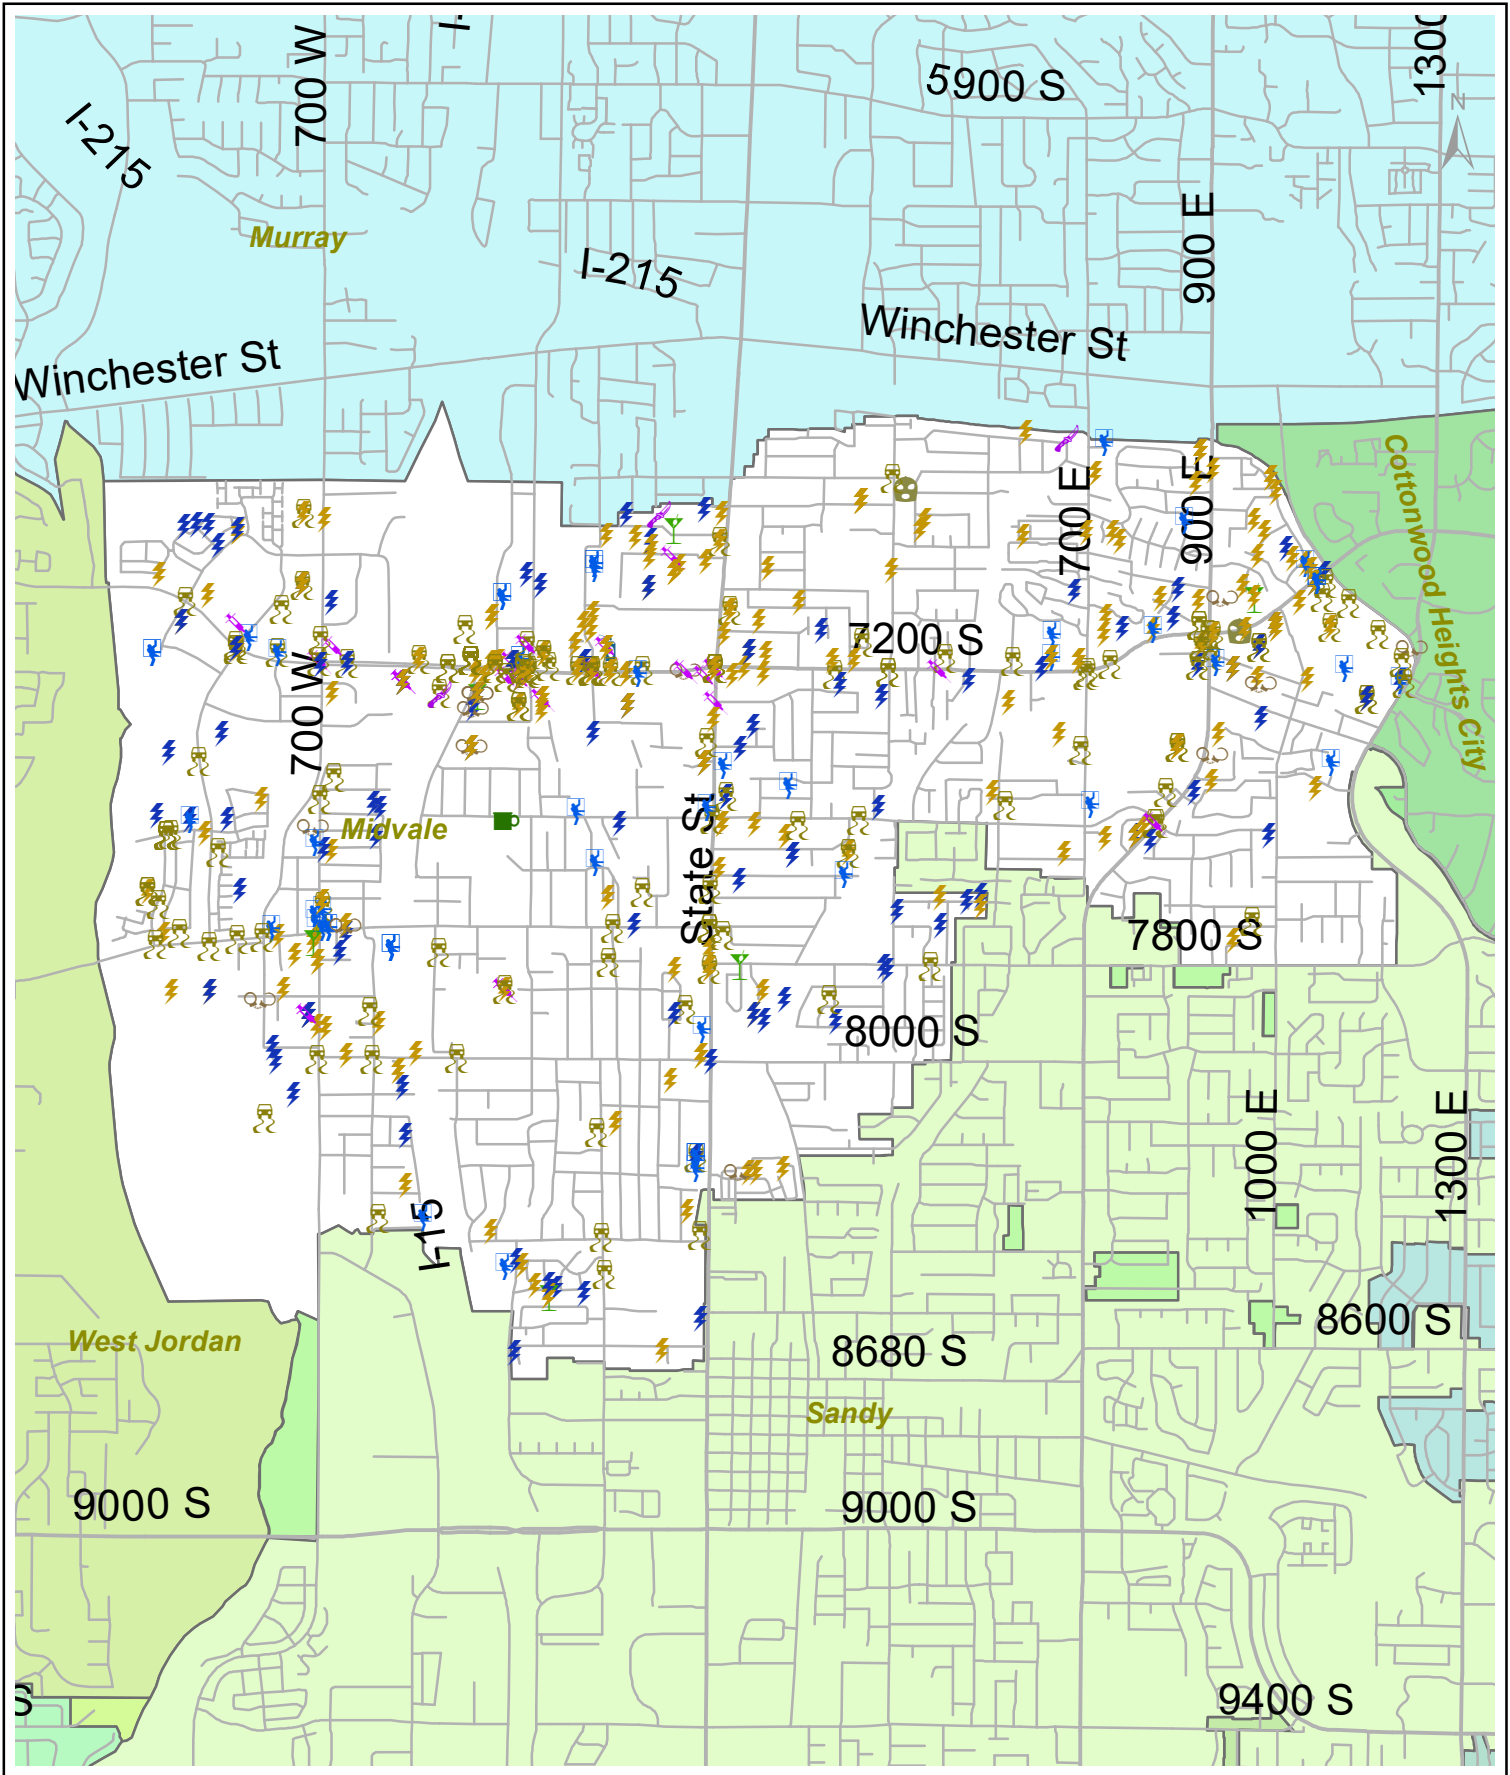 700 W
I-
1300
5900 S
N
I-215
900 E
Murray
I-215
Winchester St
Winchester St
Cottonwood Heights City
900 E
700 E
7200 S
700 W
Midvale
State St
7800 S
8000 S
1000 E
1300 E
I-15
8600 S
West Jordan
8680 S
Sandy
9000 S
9000 S
S
9400 S